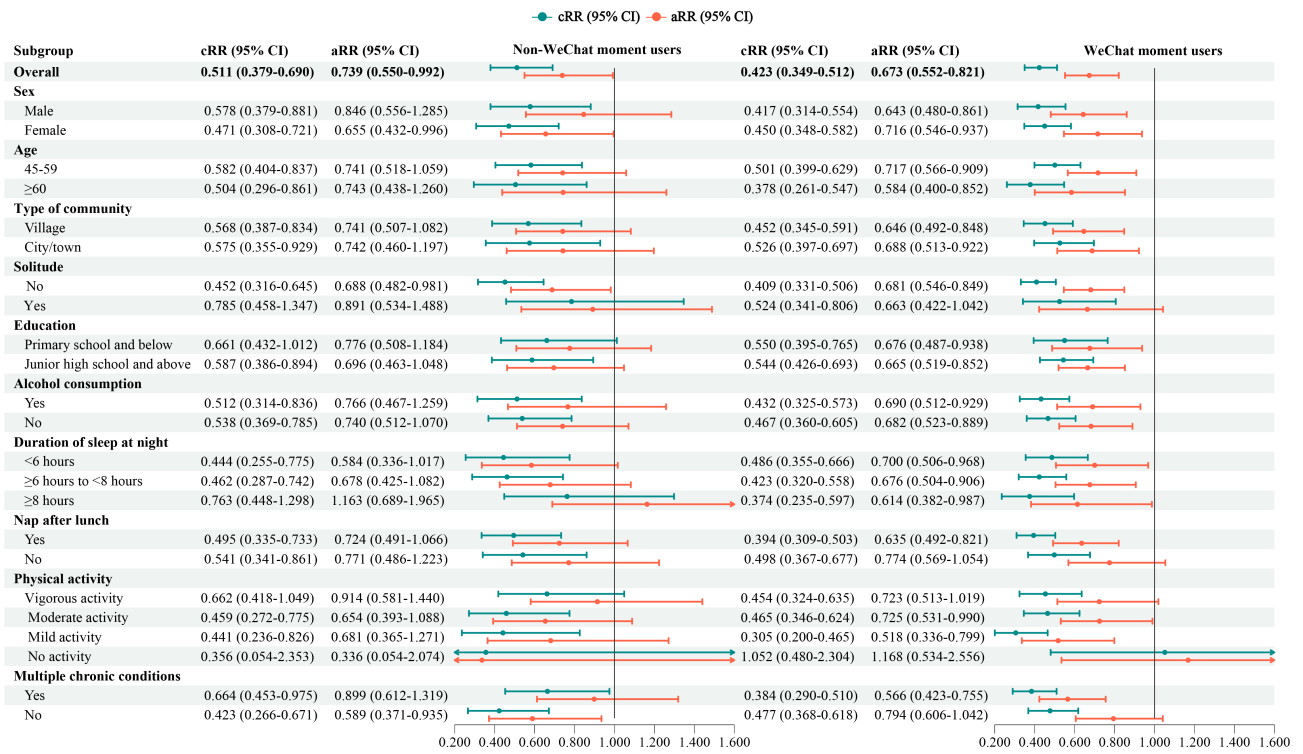 cRR (95% CI) aRR (95% CI)
Subgroup cRR (95% CI) aRR (95% CI) Non-WeChat moment users cRR (95% CI) aRR (95% CI) WeChat moment users
Overall 0.511 (0.379-0.690) 0.739 (0.550-0.992) 0.423 (0.349-0.512) 0.673 (0.552-0.821)
Sex
Male 0.578 (0.379-0.881) 0.846 (0.556-1.285) 0.417 (0.314-0.554) 0.643 (0.480-0.861)
Female 0.471 (0.308-0.721) 0.655 (0.432-0.996) 0.450 (0.348-0.582) 0.716 (0.546-0.937)
Age
45-59 0.582 (0.404-0.837) 0.741 (0.518-1.059) 0.501 (0.399-0.629) 0.717 (0.566-0.909)
≥60 0.504 (0.296-0.861) 0.743 (0.438-1.260) 0.378 (0.261-0.547) 0.584 (0.400-0.852)
Type of community
Village 0.568 (0.387-0.834) 0.741 (0.507-1.082) 0.452 (0.345-0.591) 0.646 (0.492-0.848)
City/town 0.575 (0.355-0.929) 0.742 (0.460-1.197) 0.526 (0.397-0.697) 0.688 (0.513-0.922)
Solitude
No 0.452 (0.316-0.645) 0.688 (0.482-0.981) 0.409 (0.331-0.506) 0.681 (0.546-0.849)
Yes 0.785 (0.458-1.347) 0.891 (0.534-1.488) 0.524 (0.341-0.806) 0.663 (0.422-1.042)
Education
Primary school and below 0.661 (0.432-1.012) 0.776 (0.508-1.184) 0.550 (0.395-0.765) 0.676 (0.487-0.938)
Junior high school and above 0.587 (0.386-0.894) 0.696 (0.463-1.048) 0.544 (0.426-0.693) 0.665 (0.519-0.852)
Alcohol consumption
Yes 0.512 (0.314-0.836) 0.766 (0.467-1.259) 0.432 (0.325-0.573) 0.690 (0.512-0.929)
No 0.538 (0.369-0.785) 0.740 (0.512-1.070) 0.467 (0.360-0.605) 0.682 (0.523-0.889)
Duration of sleep at night
<6 hours 0.444 (0.255-0.775) 0.584 (0.336-1.017) 0.486 (0.355-0.666) 0.700 (0.506-0.968)
≥6 hours to <8 hours 0.462 (0.287-0.742) 0.678 (0.425-1.082) 0.423 (0.320-0.558) 0.676 (0.504-0.906)
≥8 hours 0.763 (0.448-1.298) 1.163 (0.689-1.965) 0.374 (0.235-0.597) 0.614 (0.382-0.987)
Nap after lunch
Yes 0.495 (0.335-0.733) 0.724 (0.491-1.066) 0.394 (0.309-0.503) 0.635 (0.492-0.821)
No 0.541 (0.341-0.861) 0.771 (0.486-1.223) 0.498 (0.367-0.677) 0.774 (0.569-1.054)
Physical activity
Vigorous activity 0.662 (0.418-1.049) 0.914 (0.581-1.440) 0.454 (0.324-0.635) 0.723 (0.513-1.019)
Moderate activity 0.459 (0.272-0.775) 0.654 (0.393-1.088) 0.465 (0.346-0.624) 0.725 (0.531-0.990)
Mild activity 0.441 (0.236-0.826) 0.681 (0.365-1.271) 0.305 (0.200-0.465) 0.518 (0.336-0.799)
No activity 0.356 (0.054-2.353) 0.336 (0.054-2.074) 1.052 (0.480-2.304) 1.168 (0.534-2.556)
Multiple chronic conditions
Yes 0.664 (0.453-0.975) 0.899 (0.612-1.319) 0.384 (0.290-0.510) 0.566 (0.423-0.755)
No 0.423 (0.266-0.671) 0.589 (0.371-0.935) 0.477 (0.368-0.618) 0.794 (0.606-1.042)
0.200 0.400 0.600 0.800 1.000 1.200 1.400 1.600 0.200 0.400 0.600 0.800 1.000 1.200 1.400 1.600